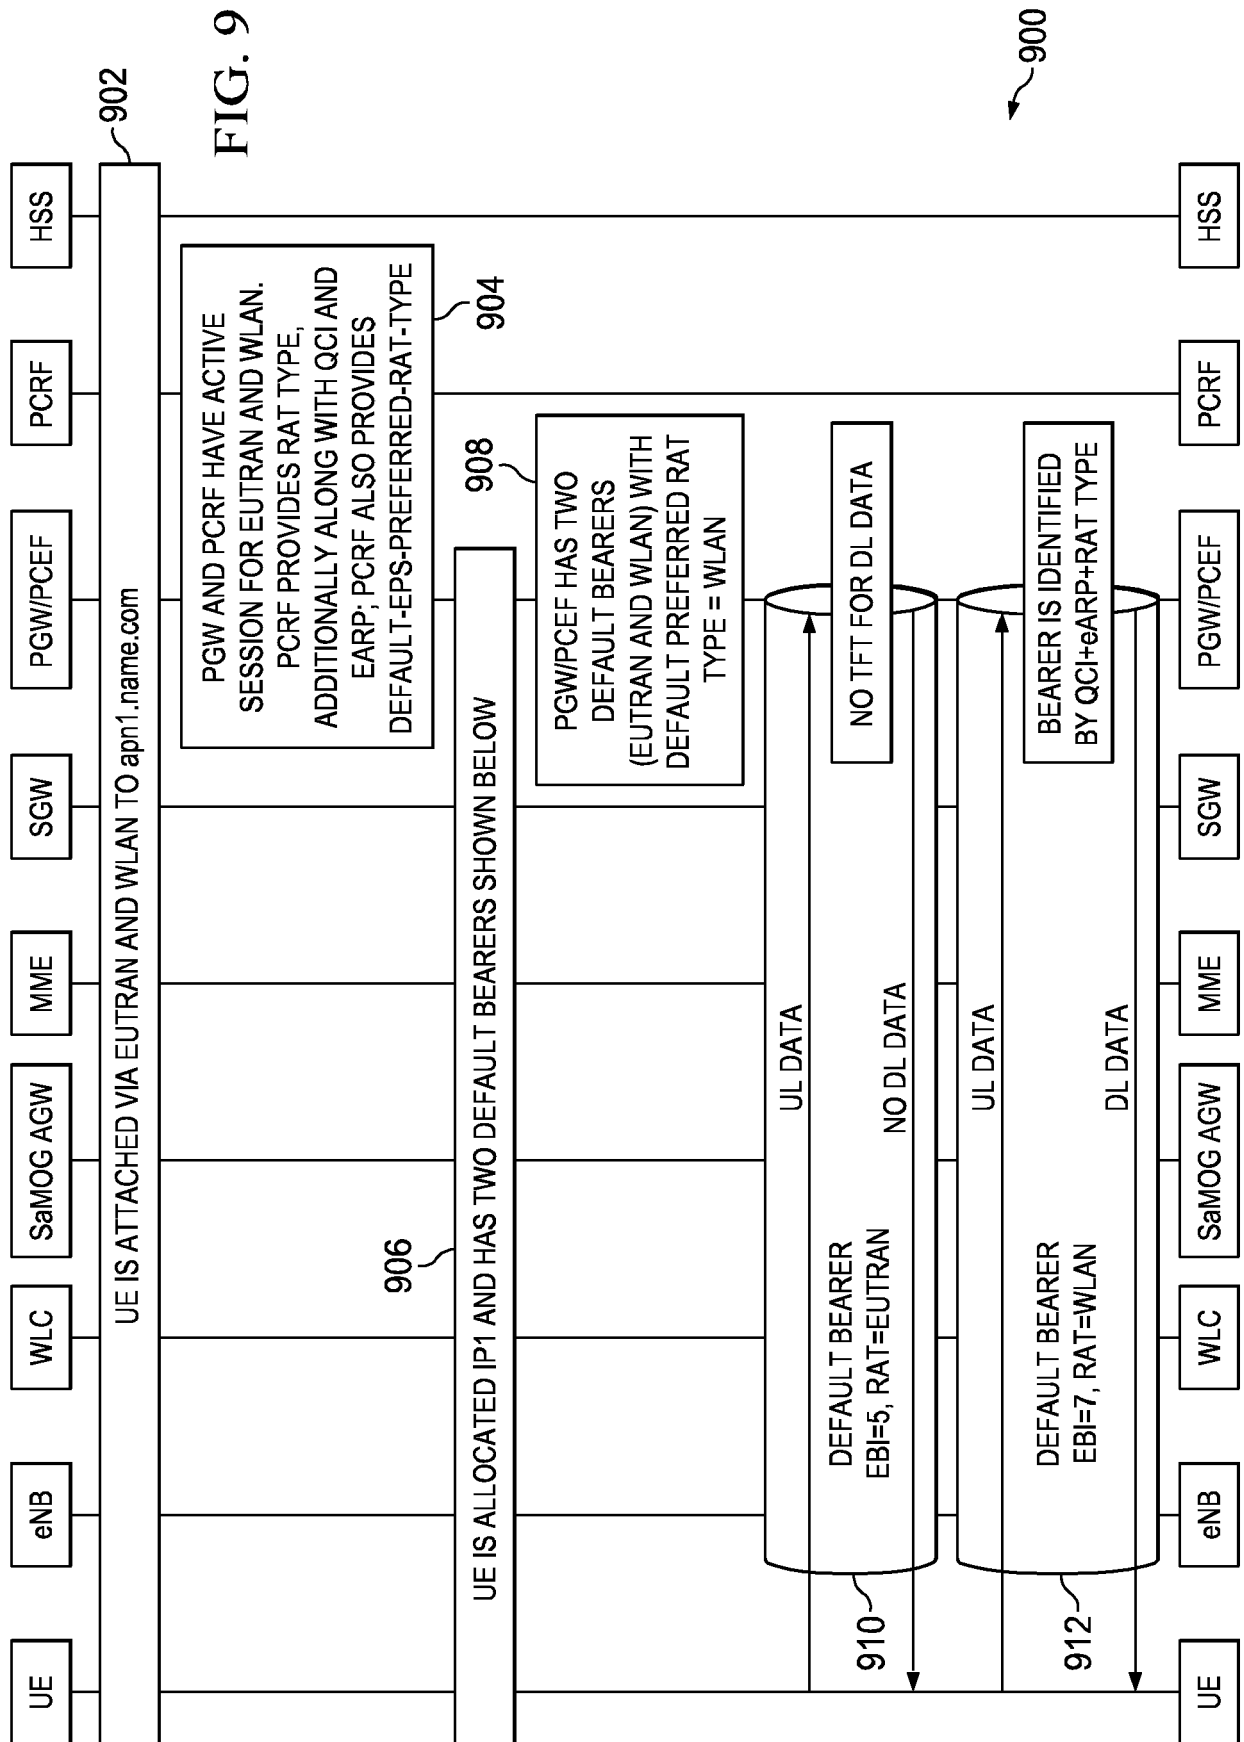 UE
eNB
WLC
SaMOG AGW
MME
SGW
PGW/PCEF
PCRF
HSS
902
UE IS ATTACHED VIA EUTRAN AND WLAN TO apn1.name.com
FIG. 9
PGW AND PCRF HAVE ACTIVE
SESSION FOR EUTRAN AND WLAN.
PCRF PROVIDES RAT TYPE,
ADDITIONALLY ALONG WITH QCI AND
EARP; PCRF ALSO PROVIDES
DEFAULT-EPS-PREFERRED-RAT-TYPE
904
906
UE IS ALLOCATED IP1 AND HAS TWO DEFAULT BEARERS SHOWN BELOW
908
PGW/PCEF HAS TWO
DEFAULT BEARERS
(EUTRAN AND WLAN) WITH
DEFAULT PREFERRED RAT
TYPE = WLAN
UL DATA
DEFAULT BEARER
EBI=5, RAT=EUTRAN
NO TFT FOR DL DATA
NO DL DATA
910
UL DATA
DEFAULT BEARER
EBI=7, RAT=WLAN
BEARER IS IDENTIFIED
BY QCI+eARP+RAT TYPE
DL DATA
912
900
UE
eNB
WLC
SaMOG AGW
MME
SGW
PGW/PCEF
PCRF
HSS